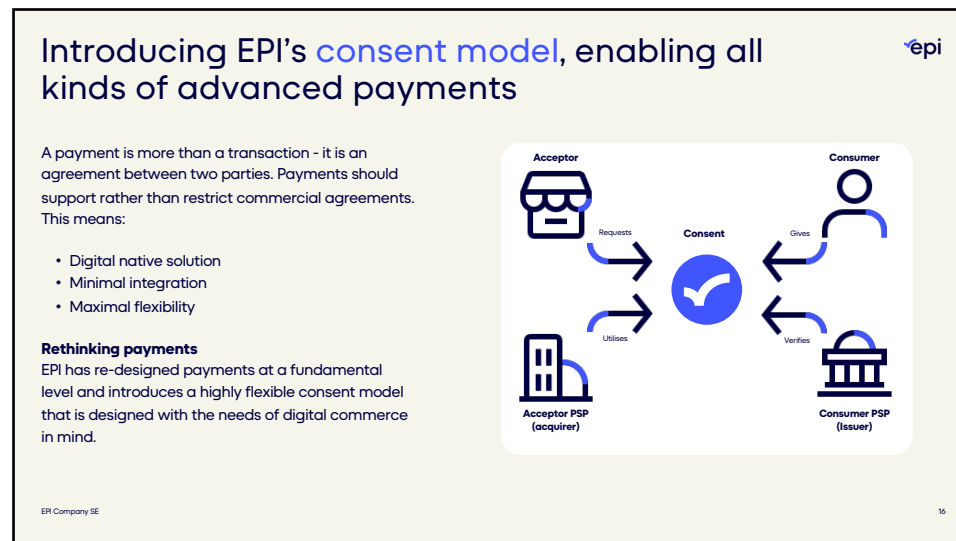 Introducing EPI's consent model, enabling all
kinds of advanced payments
epi
A payment is more than a transaction - it is an
agreement between two parties. Payments should
support rather than restrict commercial agreements.
This means:
• Digital native solution
• Minimal integration
• Maximal flexibility
Rethinking payments
EPI has re-designed payments at a fundamental
level and introduces a highly flexible consent model
that is designed with the needs of digital commerce
in mind.
Acceptor
Consumer
Requests
Consent
Gives
Utilises
Verifies
Acceptor PSP
(acquirer)
Consumer PSP
(Issuer)
EPI Company SE
16